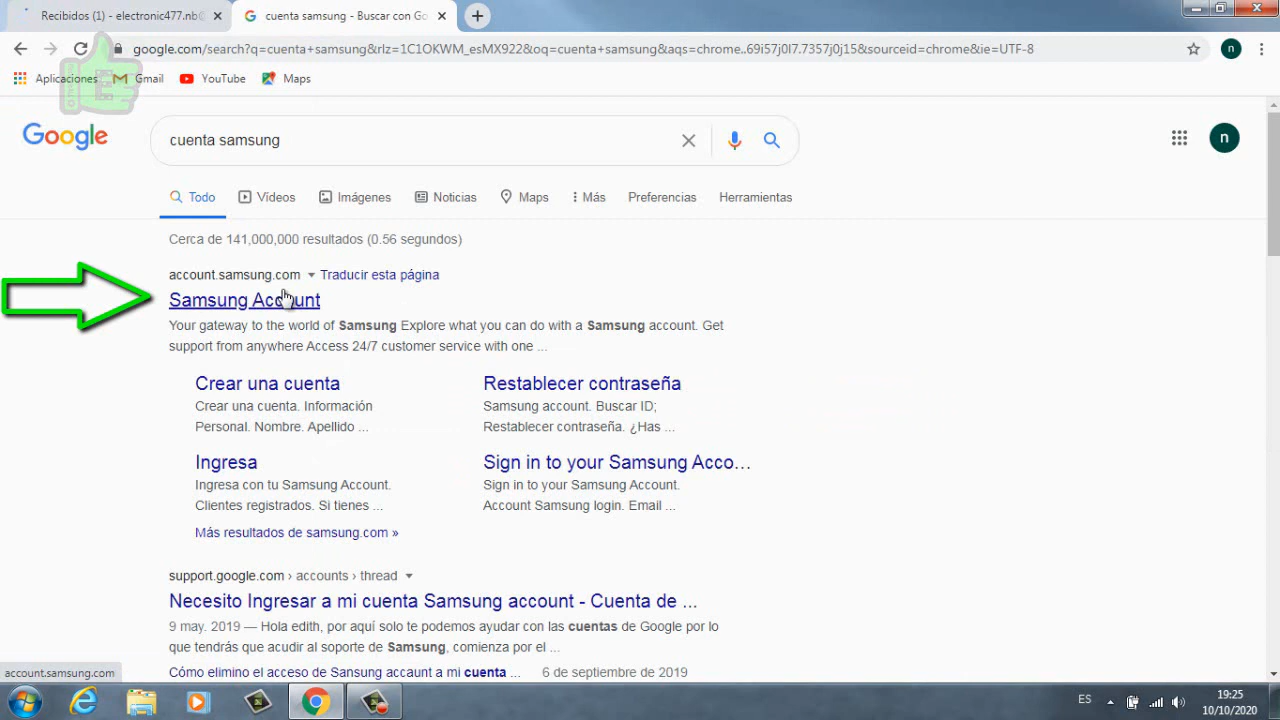 Recibidos (1) - electronic477.nb@
cuenta samsung - Buscar con Go
google.com/search?q=cuenta+samsung&rlz=1C1OKWM_esMX922&oq=cuenta+samsung&aqs=chrome..69i57j0l7.7357j0j15&sourceid=chrome&ie=UTF-8
n
Aplicaciones
Gmail
YouTube
Maps
Google
cuenta samsung
n
Todo
Vídeos
Imágenes
Noticias
Maps
Más
Preferencias
Herramientas
Cerca de 141,000,000 resultados (0.56 segundos)
account.samsung.com
Traducir esta página
Samsung Account
Your gateway to the world of Samsung Explore what you can do with a Samsung account. Get
support from anywhere Access 24/7 customer service with one ...
Crear una cuenta
Crear una cuenta. Información
Personal. Nombre. Apellido ...
Restablecer contraseña
Samsung account. Buscar ID;
Restablecer contraseña. ¿Has ...
Ingresa
Ingresa con tu Samsung Account.
Clientes registrados. Si tienes ...
Sign in to your Samsung Acco...
Sign in to your Samsung Account.
Account Samsung login. Email ...
Más resultados de samsung.com »
support.google.com › accounts › thread
Necesito Ingresar a mi cuenta Samsung account - Cuenta de ...
9 may. 2019 — Hola edith, por aquí solo te podemos ayudar con las cuentas de Google por lo
que tendrás que acudir al soporte de Samsung, comienza por el ...
Cómo elimino el acceso de Samsung accaunt a mi cuenta ...
6 de septiembre de 2019
account.samsung.com
ES
19:25
10/10/2020